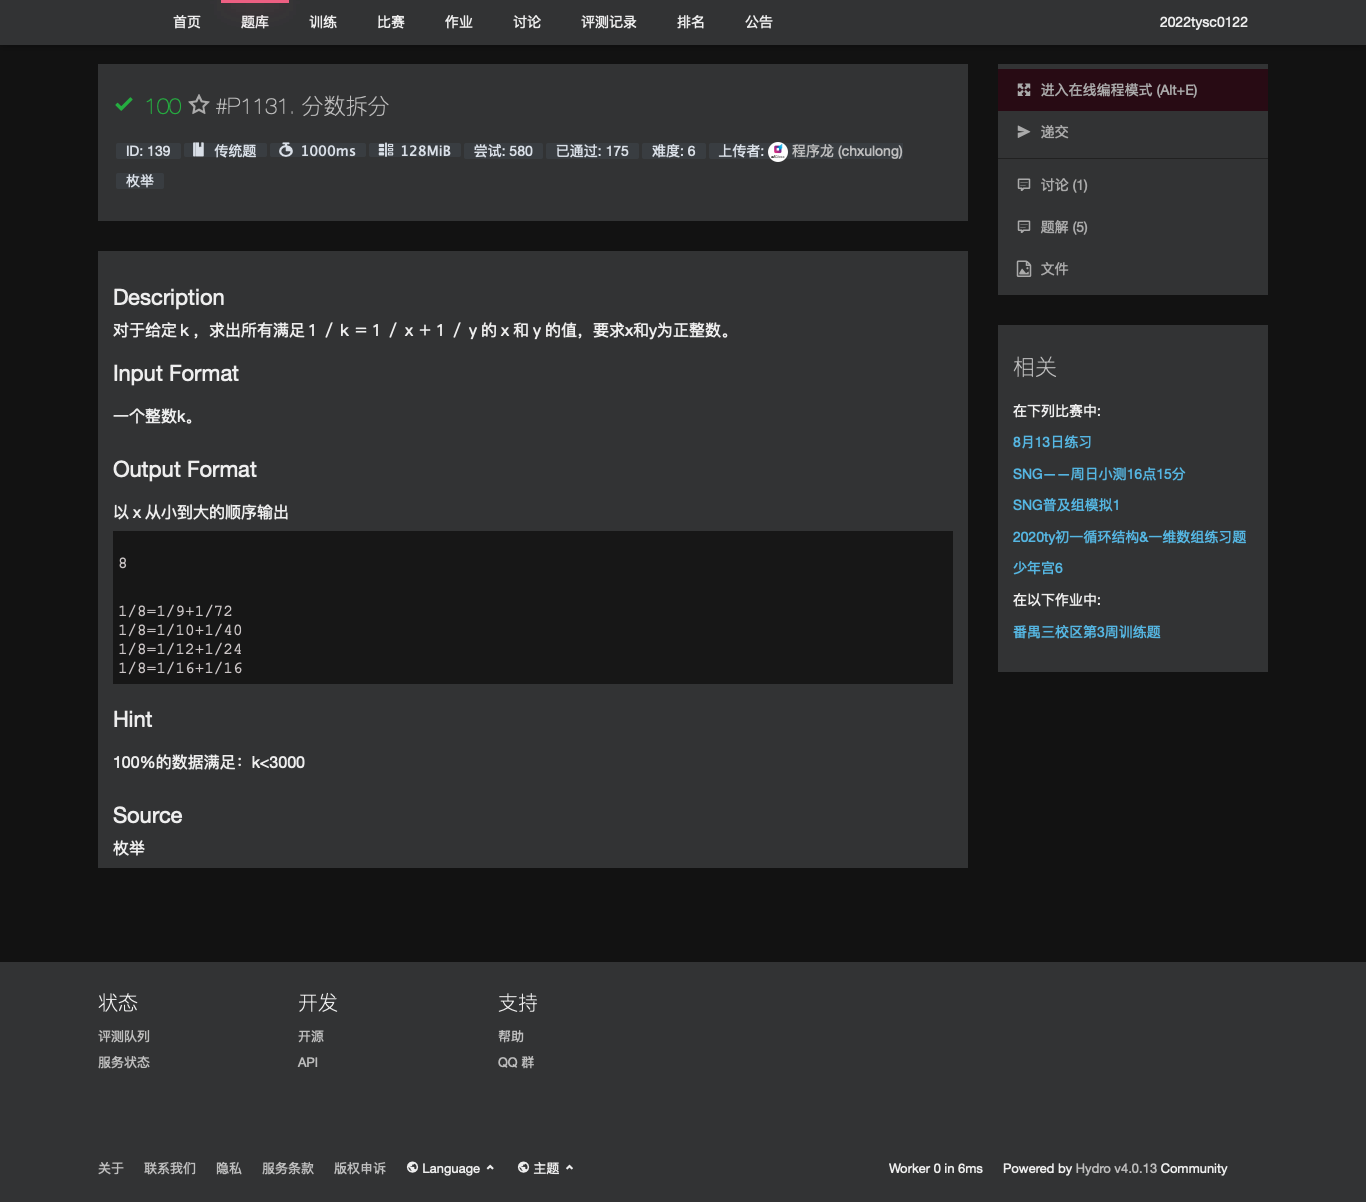 首页 题库 训练 比赛 作业 讨论 评测记录 排名 公告 2022tysc0122
100 #P1131. 分数拆分
ID: 139 传统题 1000ms 128MiB 尝试: 580 已通过: 175 难度: 6 上传者: 程序龙 (chxulong)
枚举
Description
对于给定ｋ，求出所有满足１／ｋ＝１／ｘ＋１／ｙ的ｘ和ｙ的值，要求x和y为正整数。
Input Format
一个整数k。
Output Format
以ｘ从小到大的顺序输出
8
1/8=1/9+1/72
1/8=1/10+1/40
1/8=1/12+1/24
1/8=1/16+1/16
Hint
100%的数据满足：k<3000
Source
枚举
进入在线编程模式 (Alt+E)
递交
讨论 (1)
题解 (5)
文件
相关
在下列比赛中:
8月13日练习
SNG——周日小测16点15分
SNG普及组模拟1
2020ty初一循环结构&一维数组练习题
少年宫6
在以下作业中:
番禺三校区第3周训练题
状态
评测队列
服务状态
开发
开源
API
支持
帮助
QQ 群
关于 联系我们 隐私 服务条款 版权申诉 Language 主题 Worker 0 in 6ms Powered by Hydro v4.0.13 Community